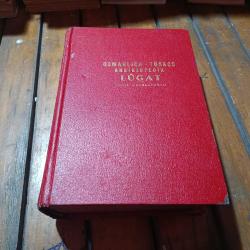 OSMANLICA - TÜRKÇE
ANSİKLOPEDİK
LÛGAT